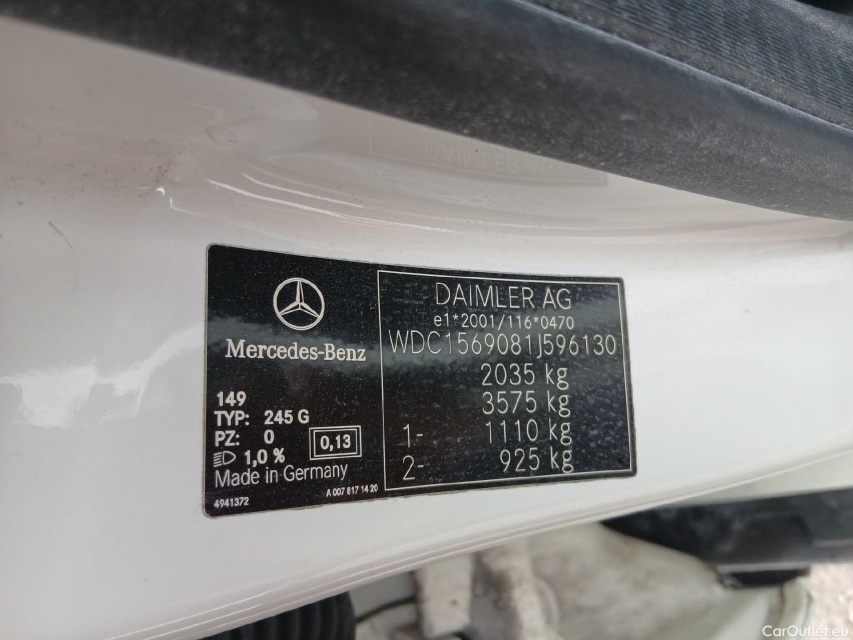 Mercedes-Benz
149
TYP: 245 G
PZ: 0
0,13
1,0 %
Made in Germany
4941372
A 007 817 14 20
DAIMLER AG
e1*2001/116*0470
WDC1569081J596130
2035 kg
3575 kg
1- 1110 kg
2- 925 kg
CarOutlet.eu